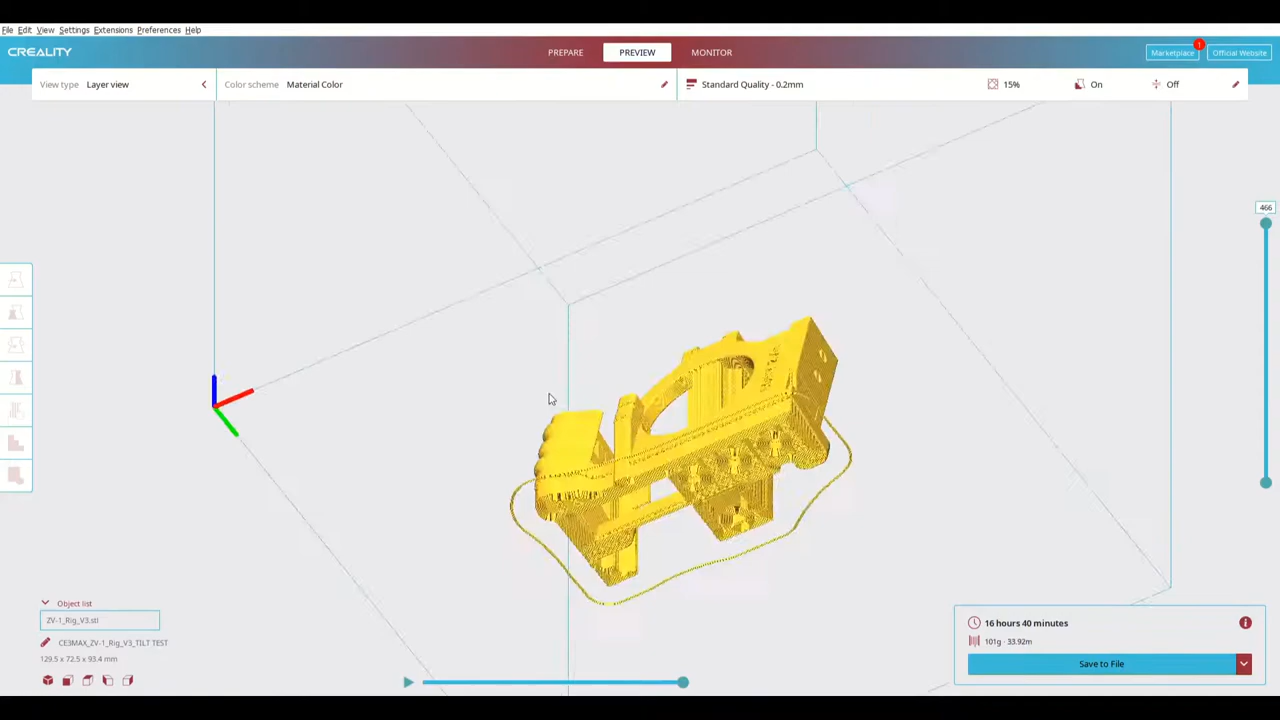 File Edit View Settings Extensions Preferences Help
CREALITY
PREPARE
PREVIEW
MONITOR
Marketplace
1
Official Website
View type Layer view
Color scheme Material Color
Standard Quality - 0.2mm
15%
On
Off
466
Object list
ZV-1_Rig_V3.stl
CE3MAX_ZV-1_Rig_V3_TILT TEST
129.5 x 72.5 x 93.4 mm
16 hours 40 minutes
101g · 33.92m
Save to File